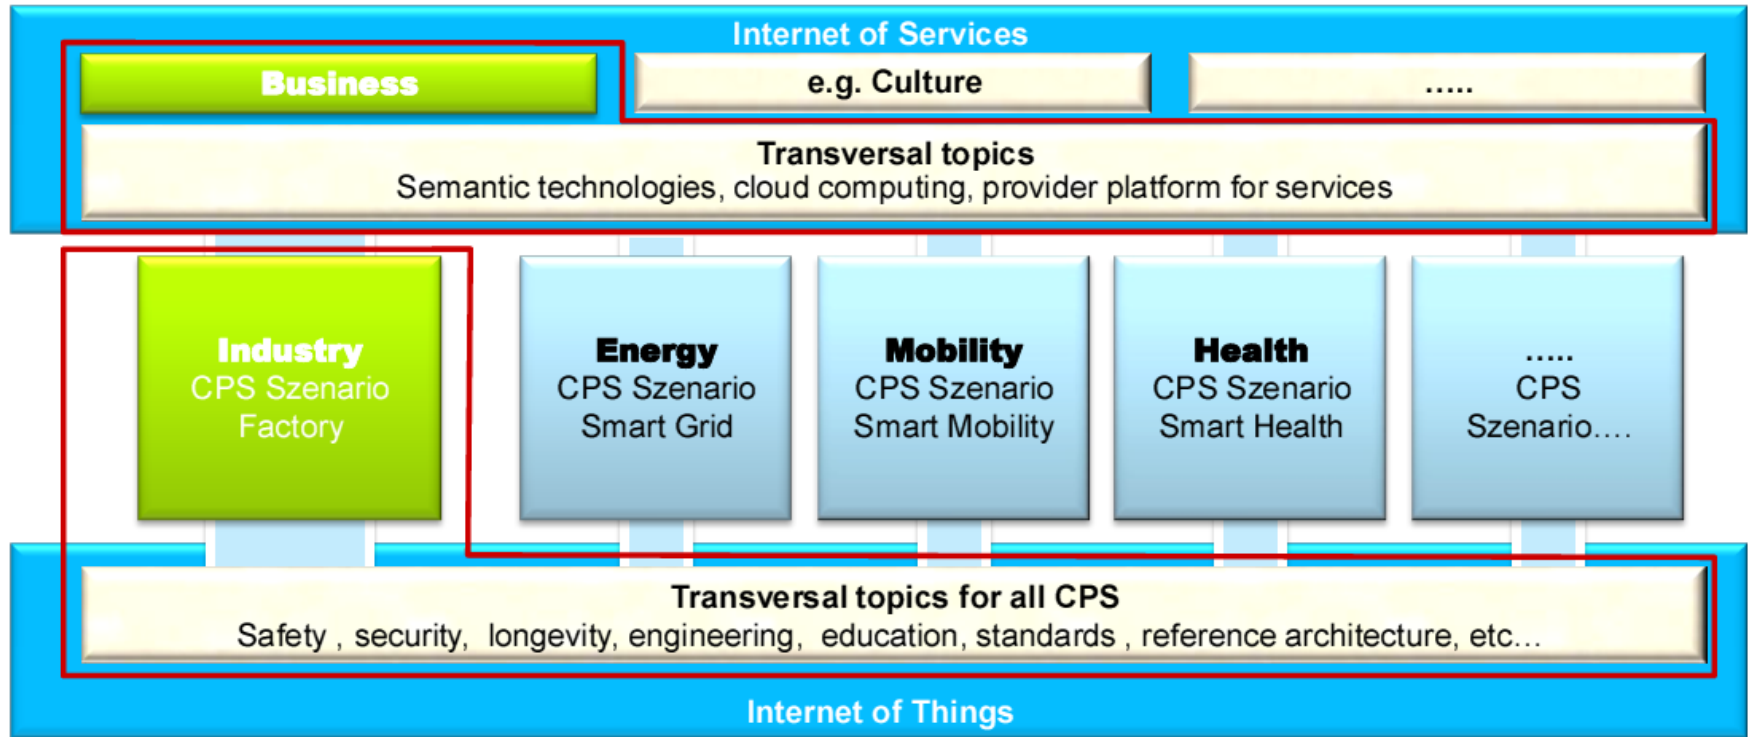 Internet of Services
Business
e.g. Culture
.....
Transversal topics
Semantic technologies, cloud computing, provider platform for services
Industry
CPS Szenario
Factory
Energy
CPS Szenario
Smart Grid
Mobility
CPS Szenario
Smart Mobility
Health
CPS Szenario
Smart Health
.....
CPS
Szenario....
Transversal topics for all CPS
Safety , security, longevity, engineering, education, standards , reference architecture, etc...
Internet of Things